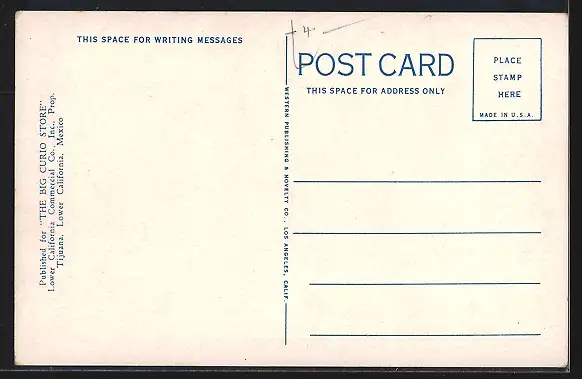 THIS SPACE FOR WRITING MESSAGES
Published for "THE BIG CURIO STORE"
Lower California Commercial Co., Inc., Prop.
Tijuana, Lower California, Mexico
WESTERN PUBLISHING & NOVELTY CO., LOS ANGELES, CALIF.
4
POST CARD
THIS SPACE FOR ADDRESS ONLY
PLACE
STAMP
HERE
MADE IN U.S.A.